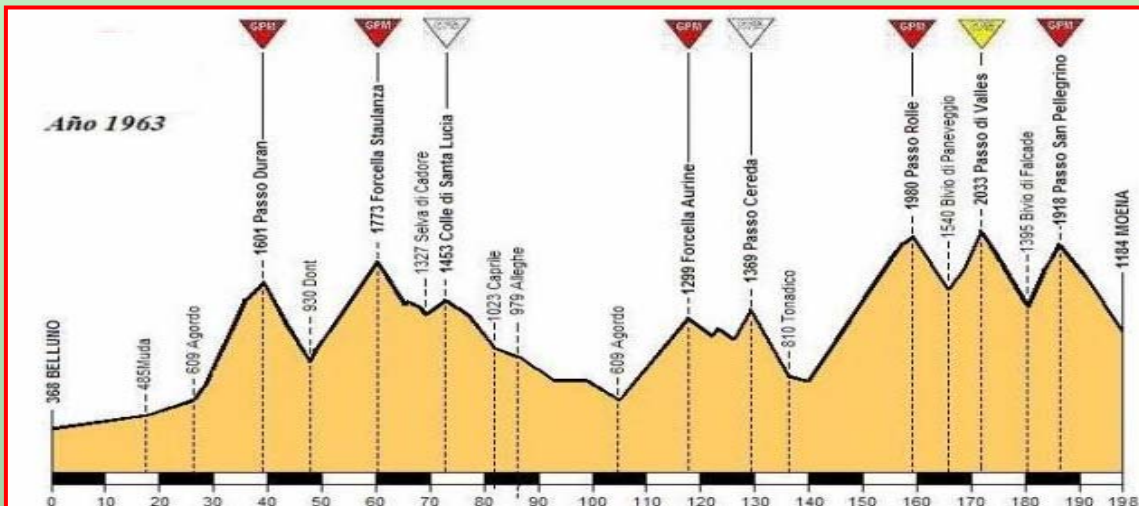 GPM
GPM
GPM
GPM
GPM
Año 1963
368 BELLUNO
485Muda
609 Agordo
1601 Passo Duran
930 Dont
1773 Forcella Staulanza
1327 Selva di Cadore
1453 Colle di Santa Lucia
1023 Caprile
979 Alleghe
609 Agordo
1299 Forcella Aurine
1369 Passo Cereda
810 Tonadico
1980 Passo Rolle
1540 Bivio di Paneveggio
2033 Passo di Valles
1395 Bivio di Falcade
1918 Passo San Pellegrino
1184 MOENA
0 10 20 30 40 50 60 70 80 90 100 110 120 130 140 150 160 170 180 190 198